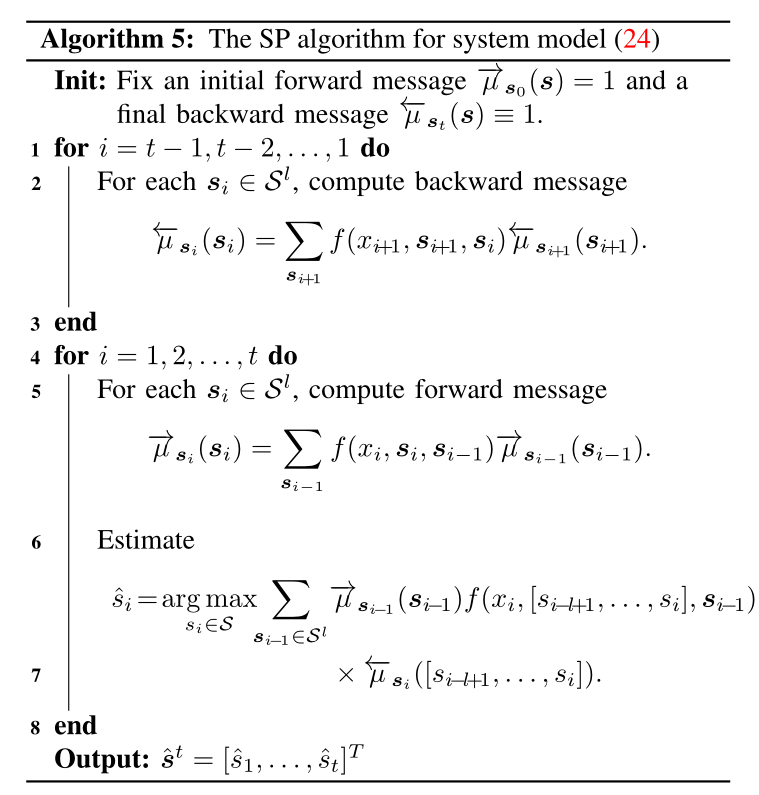 Algorithm 5: The SP algorithm for system model (24)
Init: Fix an initial forward message $\overrightarrow{\mu}_{\boldsymbol{s}_0}(\boldsymbol{s}) = 1$ and a
final backward message $\overleftarrow{\mu}_{\boldsymbol{s}_t}(\boldsymbol{s}) \equiv 1$.
1 for $i = t-1, t-2, \ldots, 1$ do
2 For each $\boldsymbol{s}_i \in \mathcal{S}^l$, compute backward message
$\overleftarrow{\mu}_{\boldsymbol{s}_i}(\boldsymbol{s}_i) = \sum_{\boldsymbol{s}_{i+1}} f(x_{i+1}, \boldsymbol{s}_{i+1}, \boldsymbol{s}_i) \overleftarrow{\mu}_{\boldsymbol{s}_{i+1}}(\boldsymbol{s}_{i+1}).$
3 end
4 for $i = 1, 2, \ldots, t$ do
5 For each $\boldsymbol{s}_i \in \mathcal{S}^l$, compute forward message
$\overrightarrow{\mu}_{\boldsymbol{s}_i}(\boldsymbol{s}_i) = \sum_{\boldsymbol{s}_{i-1}} f(x_i, \boldsymbol{s}_i, \boldsymbol{s}_{i-1}) \overrightarrow{\mu}_{\boldsymbol{s}_{i-1}}(\boldsymbol{s}_{i-1}).$
6 Estimate
$\hat{s}_i = \arg\max_{s_i \in \mathcal{S}} \sum_{\boldsymbol{s}_{i-1} \in \mathcal{S}^l} \overrightarrow{\mu}_{\boldsymbol{s}_{i-1}}(\boldsymbol{s}_{i-1}) f(x_i, [s_{i-l+1}, \ldots, s_i], \boldsymbol{s}_{i-1})$
7 $\times \overleftarrow{\mu}_{\boldsymbol{s}_i}([s_{i-l+1}, \ldots, s_i]).$
8 end
Output: $\hat{\boldsymbol{s}}^t = [\hat{s}_1, \ldots, \hat{s}_t]^T$